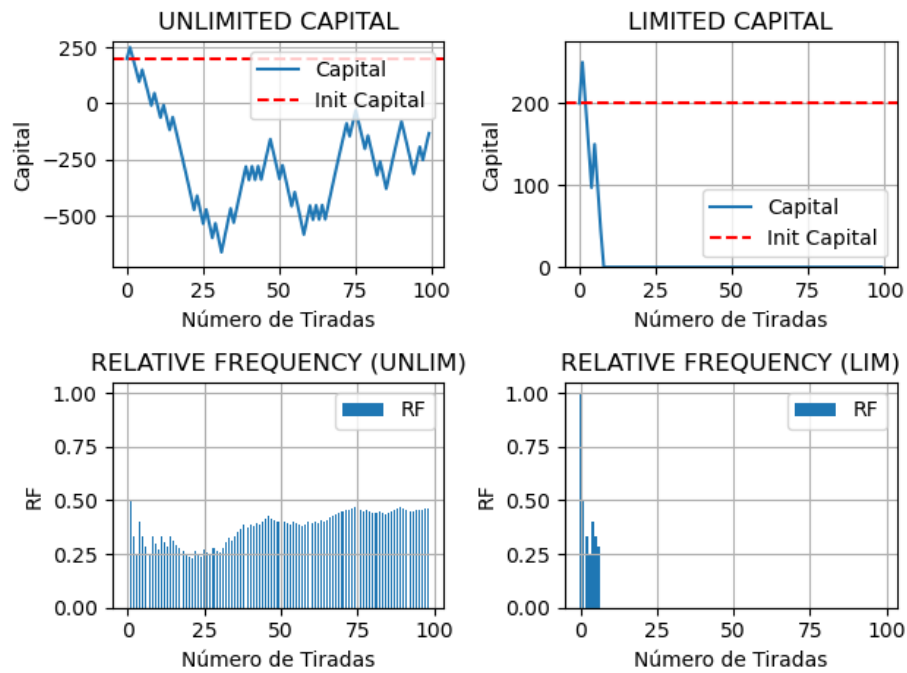 UNLIMITED CAPITAL
250
0
−250
−500
Capital
Capital
Init Capital
0
25
50
75
100
Número de Tiradas
LIMITED CAPITAL
200
100
0
Capital
Capital
Init Capital
0
25
50
75
100
Número de Tiradas
RELATIVE FREQUENCY (UNLIM)
1.00
0.75
0.50
0.25
0.00
RF
RF
0
25
50
75
100
Número de Tiradas
RELATIVE FREQUENCY (LIM)
1.00
0.75
0.50
0.25
0.00
RF
RF
0
25
50
75
100
Número de Tiradas